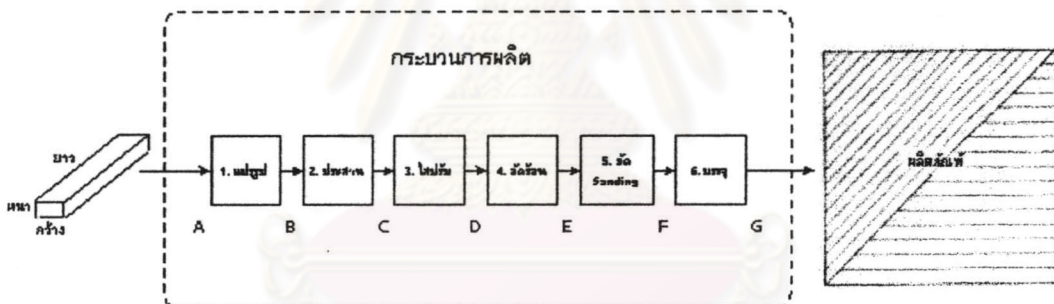 กระบวนการผลิต
ยาว
หนา
กว้าง
1. แปรรูป
2. ประสาน
3. ไสปรับ
4. อัดร้อน
5. ขัด
Sanding
6. บรรจุ
ผลิตภัณฑ์
A B C D E F G